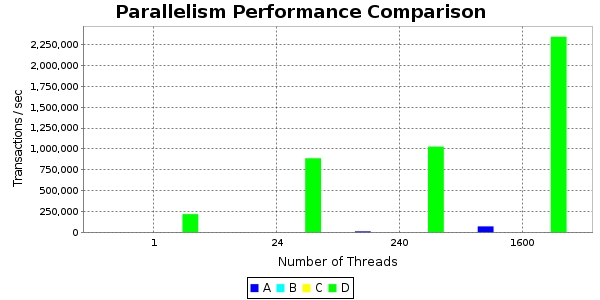 Parallelism Performance Comparison
Transactions / sec
2,250,000
2,000,000
1,750,000
1,500,000
1,250,000
1,000,000
750,000
500,000
250,000
0
1 24 240 1600
Number of Threads
A B C D